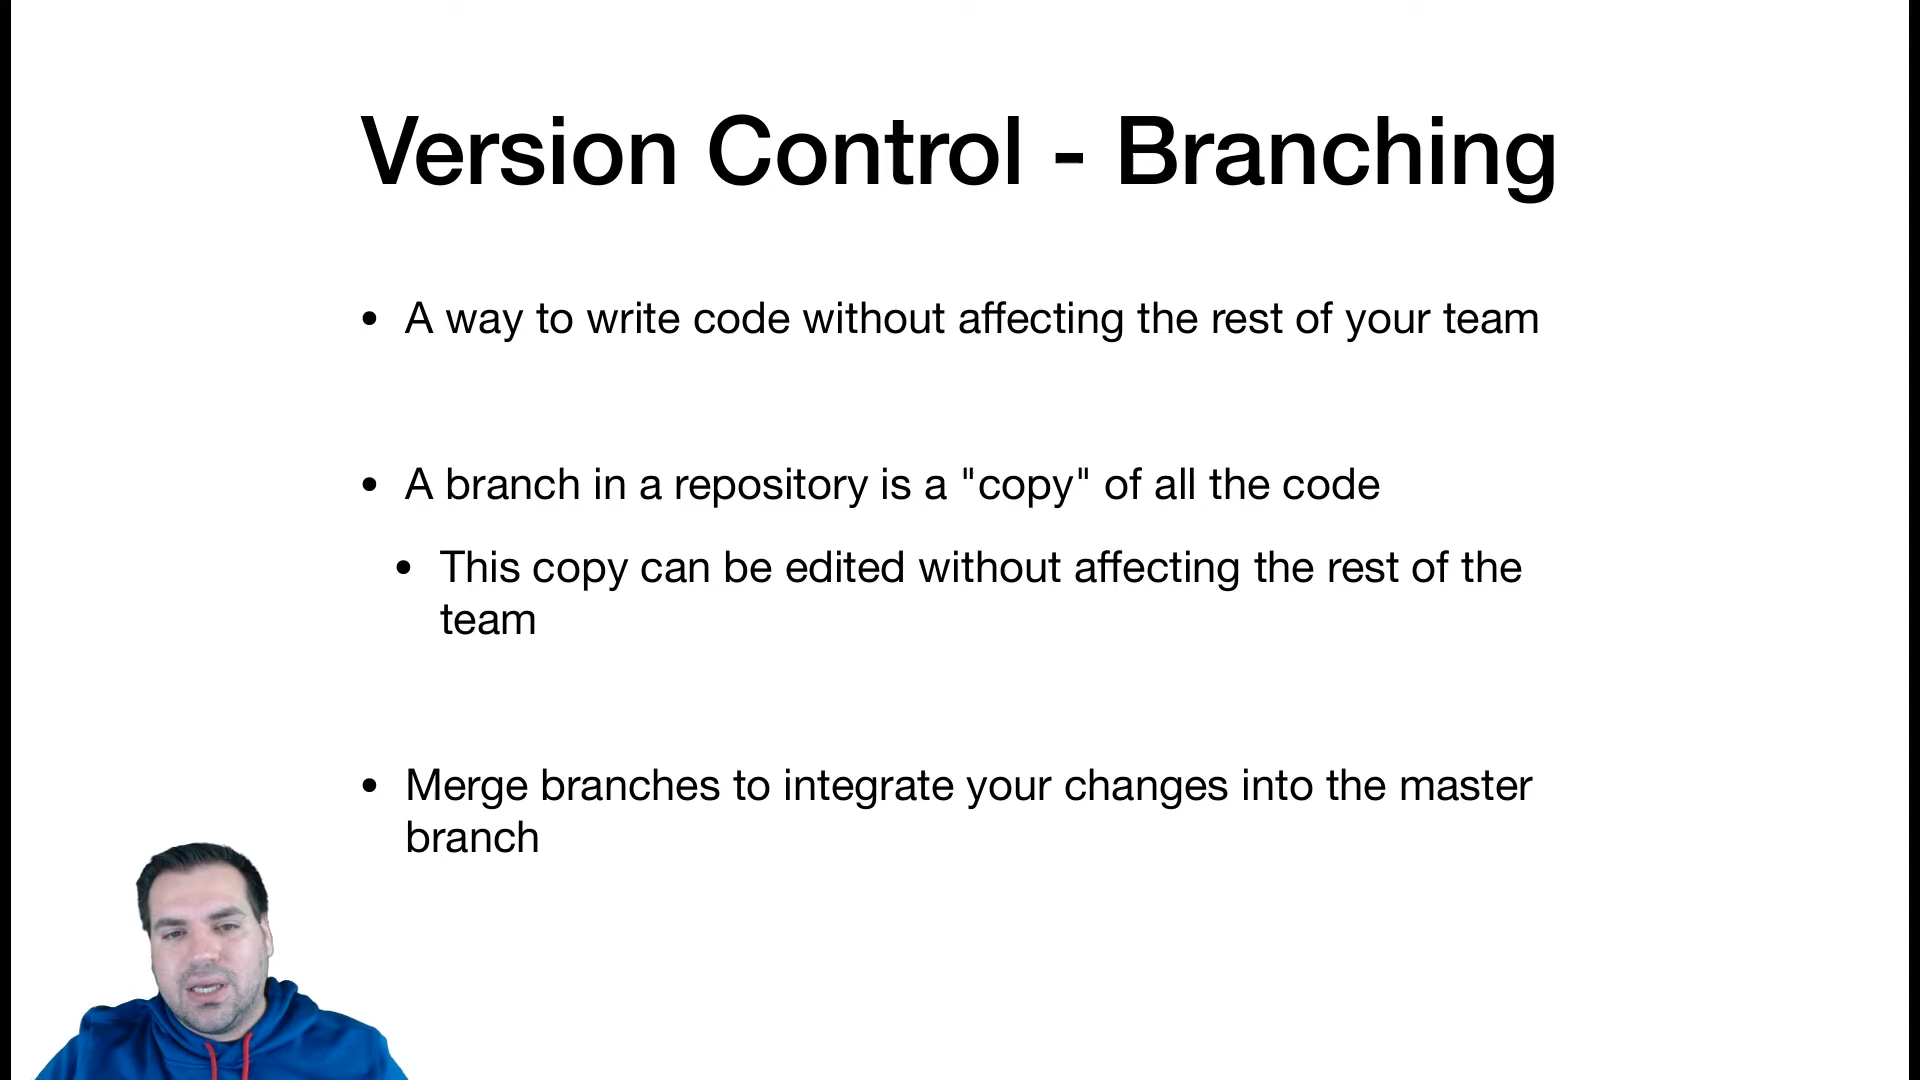 Version Control - Branching
• A way to write code without affecting the rest of your team
• A branch in a repository is a "copy" of all the code
• This copy can be edited without affecting the rest of the
team
• Merge branches to integrate your changes into the master
branch